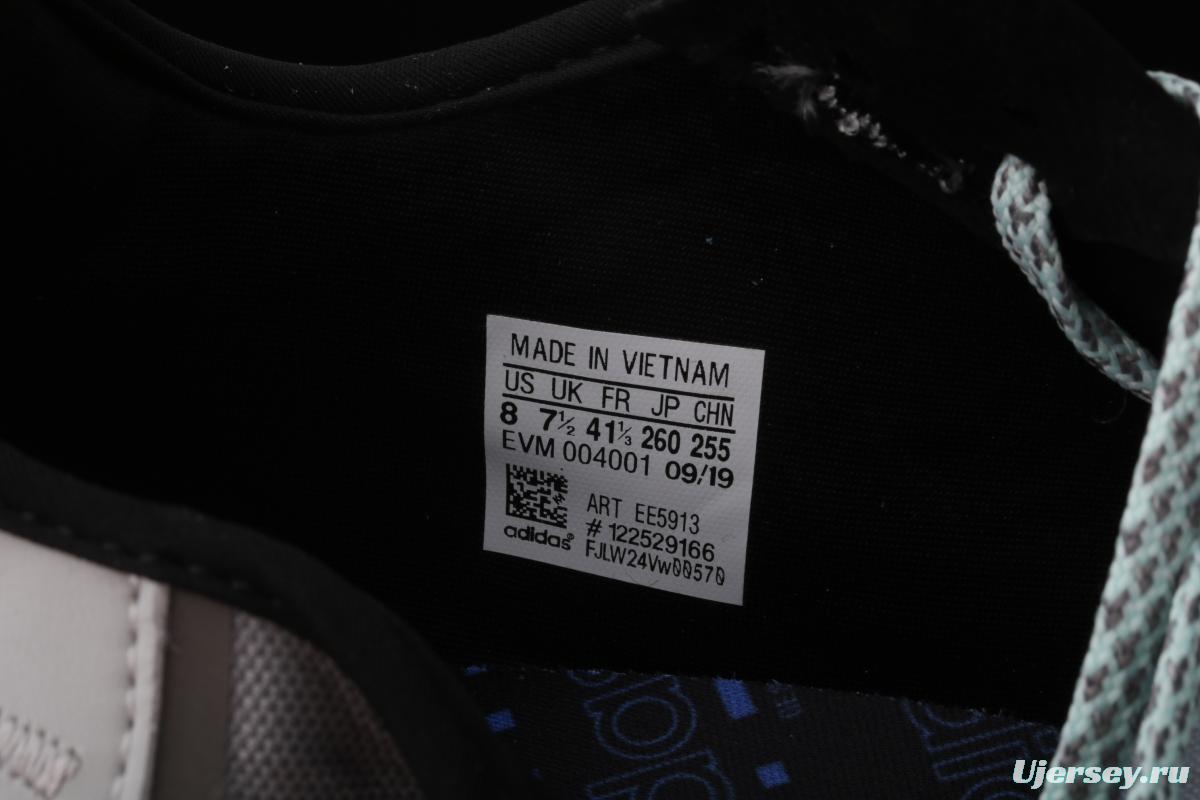 MADE IN VIETNAM
US UK FR JP CHN
8 7½ 41⅓ 260 255
EVM 004001 09/19
ART EE5913
# 122529166
adidas® FJLW24Vw00570
Ujersey.ru